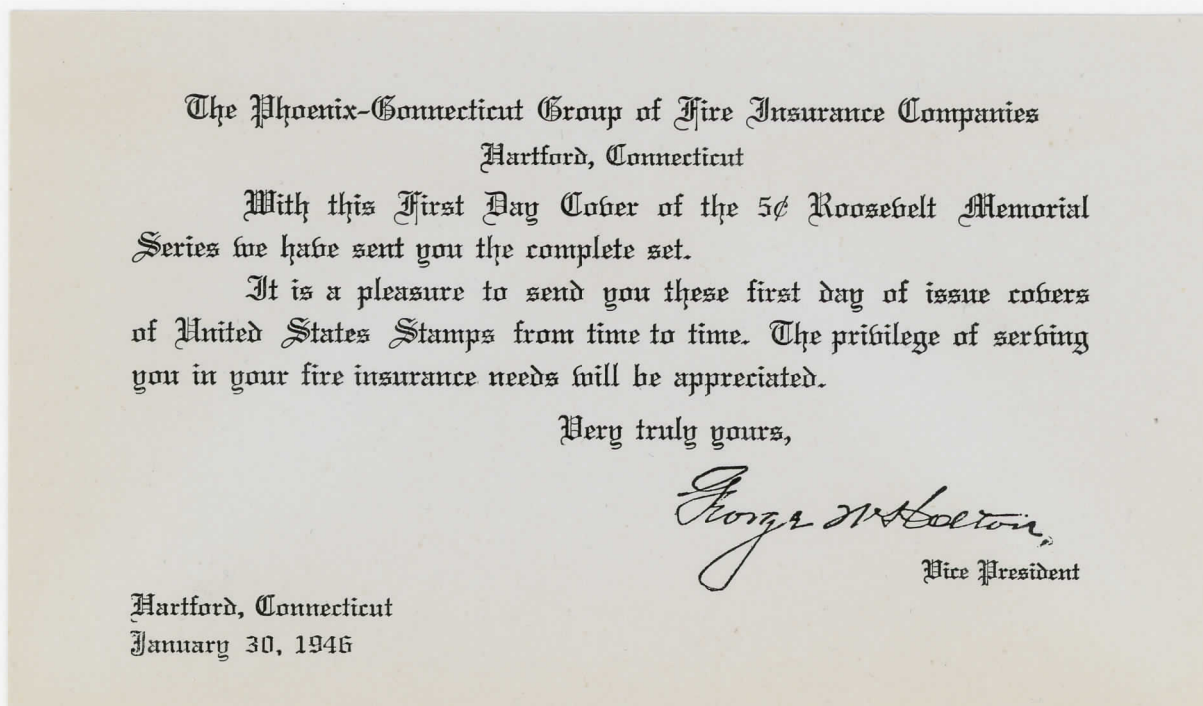 The Phoenix-Gonnecticut Group of Fire Insurance Companies
Hartford, Connecticut
With this First Day Cover of the 5¢ Roosevelt Memorial
Series we have sent you the complete set.
It is a pleasure to send you these first day of issue covers
of United States Stamps from time to time. The privilege of serving
you in your fire insurance needs will be appreciated.
Very truly yours,
George W Holton,
Vice President
Hartford, Connecticut
January 30, 1946